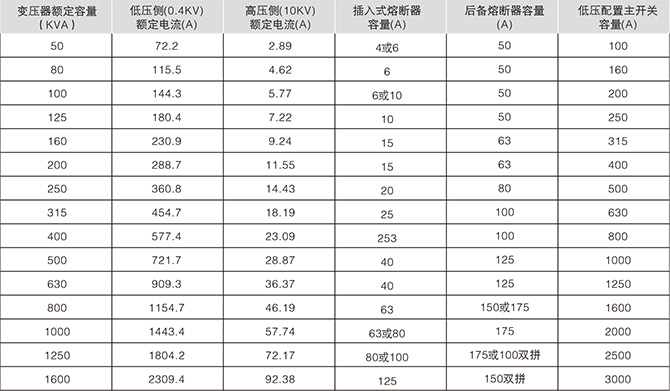 变压器额定容量 低压侧(0.4KV) 高压侧(10KV) 插入式熔断器 后备熔断器容量 低压配置主开关
(KVA) 额定电流(A) 额定电流(A) 容量(A) (A) 容量(A)
50 72.2 2.89 4或6 50 100
80 115.5 4.62 6 50 160
100 144.3 5.77 6或10 50 200
125 180.4 7.22 10 50 250
160 230.9 9.24 15 63 315
200 288.7 11.55 15 63 400
250 360.8 14.43 20 80 500
315 454.7 18.19 25 100 630
400 577.4 23.09 253 100 800
500 721.7 28.87 40 125 1000
630 909.3 36.37 40 125 1250
800 1154.7 46.19 63 150或175 1600
1000 1443.4 57.74 63或80 175 2000
1250 1804.2 72.17 80或100 175或100双拼 2500
1600 2309.4 92.38 125 150双拼 3000